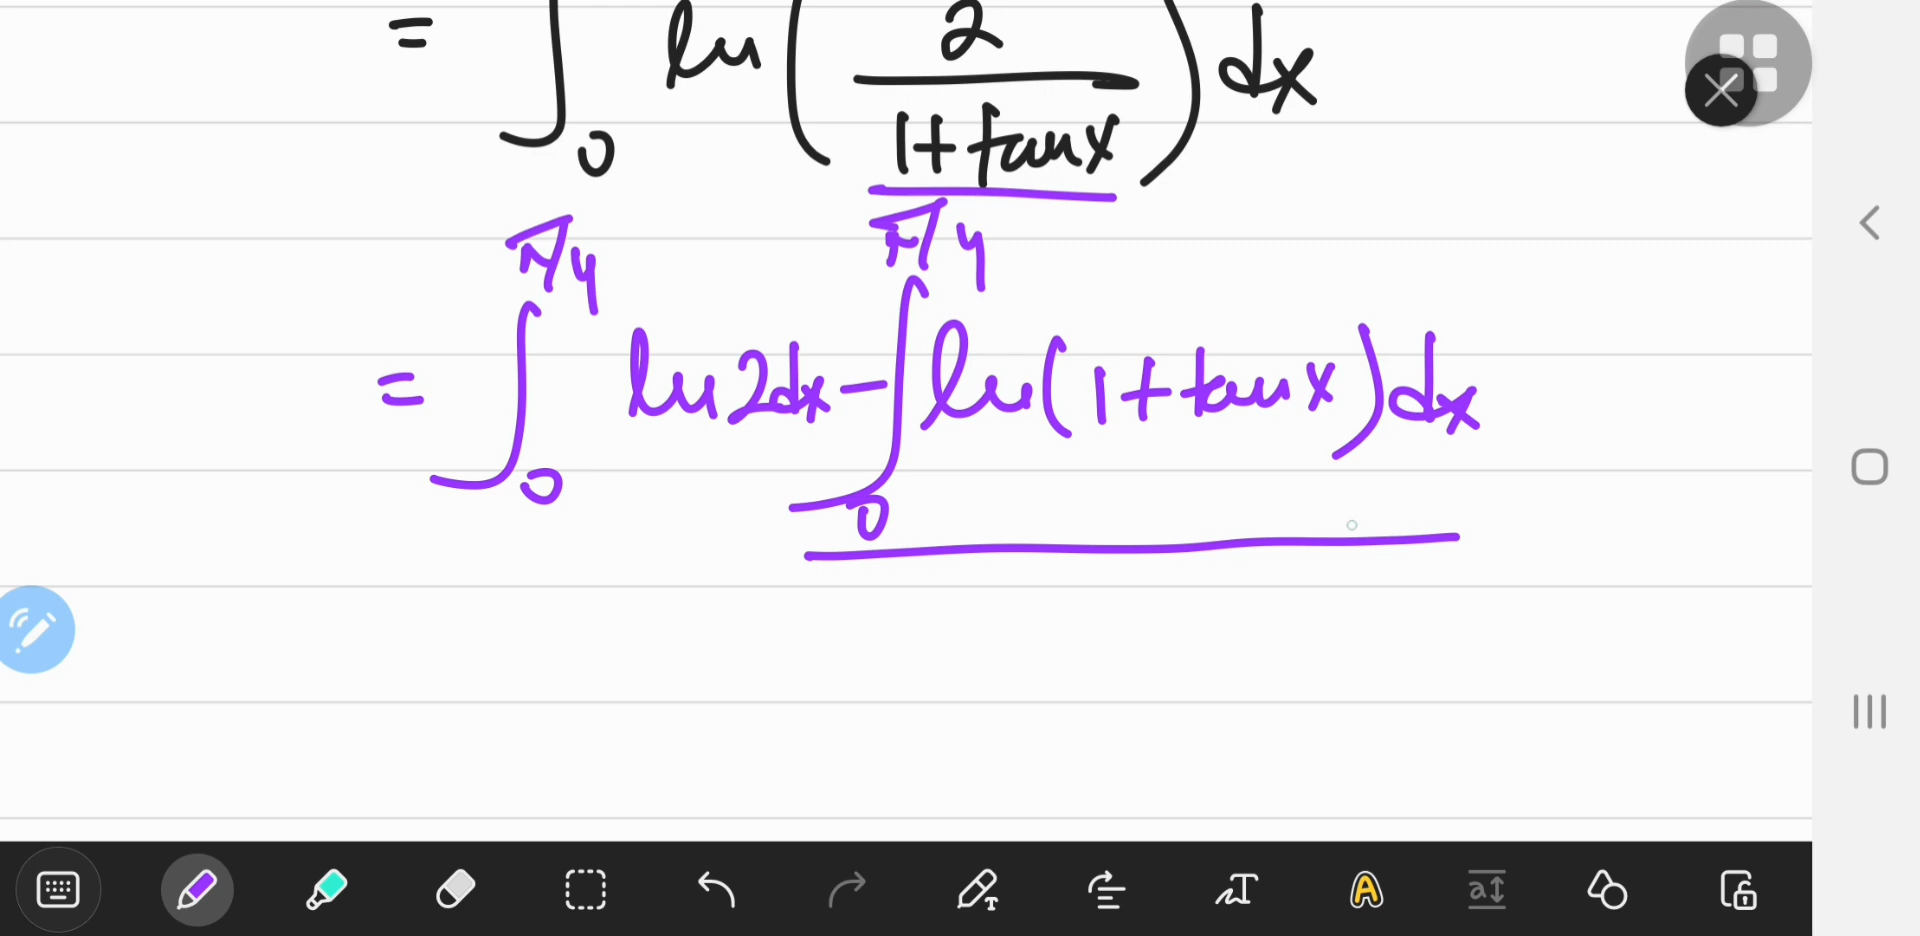 = ∫₀ ln(2/(1+tanx))dx
= ∫₀^(π/4) ln2dx - ∫₀^(π/4) ln(1+tanx)dx
T T A a